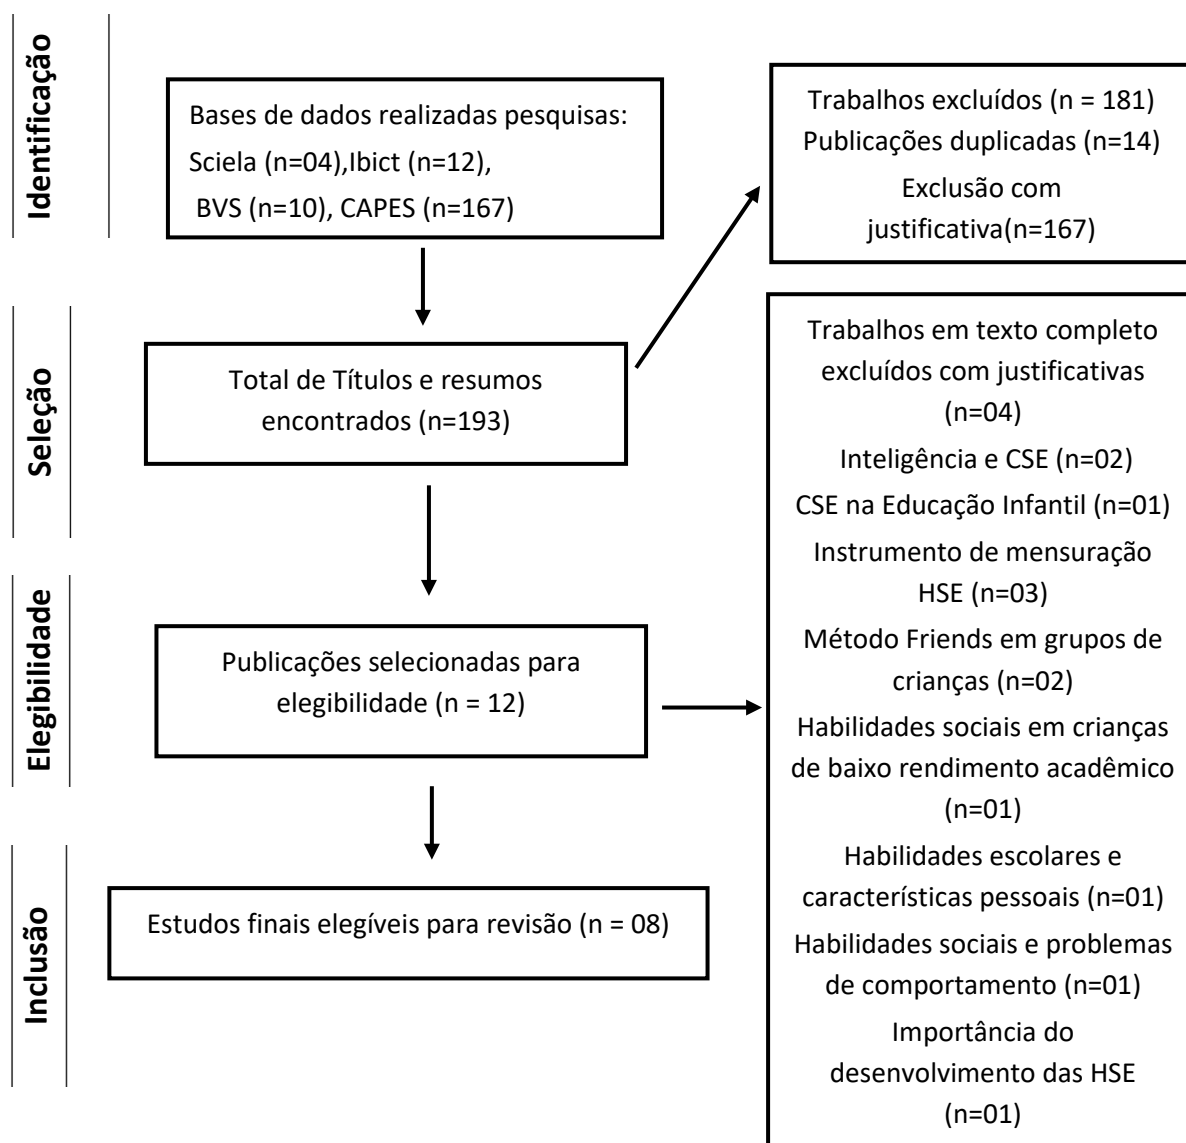 Identificação
Bases de dados realizadas pesquisas:
Sciela (n=04),Ibict (n=12),
BVS (n=10), CAPES (n=167)
Trabalhos excluídos (n = 181)
Publicações duplicadas (n=14)
Exclusão com
justificativa(n=167)
Seleção
Total de Títulos e resumos
encontrados (n=193)
Elegibilidade
Publicações selecionadas para
elegibilidade (n = 12)
Trabalhos em texto completo
excluídos com justificativas
(n=04)
Inteligência e CSE (n=02)
CSE na Educação Infantil (n=01)
Instrumento de mensuração
HSE (n=03)
Método Friends em grupos de
crianças (n=02)
Habilidades sociais em crianças
de baixo rendimento acadêmico
(n=01)
Habilidades escolares e
características pessoais (n=01)
Habilidades sociais e problemas
de comportamento (n=01)
Importância do
desenvolvimento das HSE
(n=01)
Inclusão
Estudos finais elegíveis para revisão (n = 08)